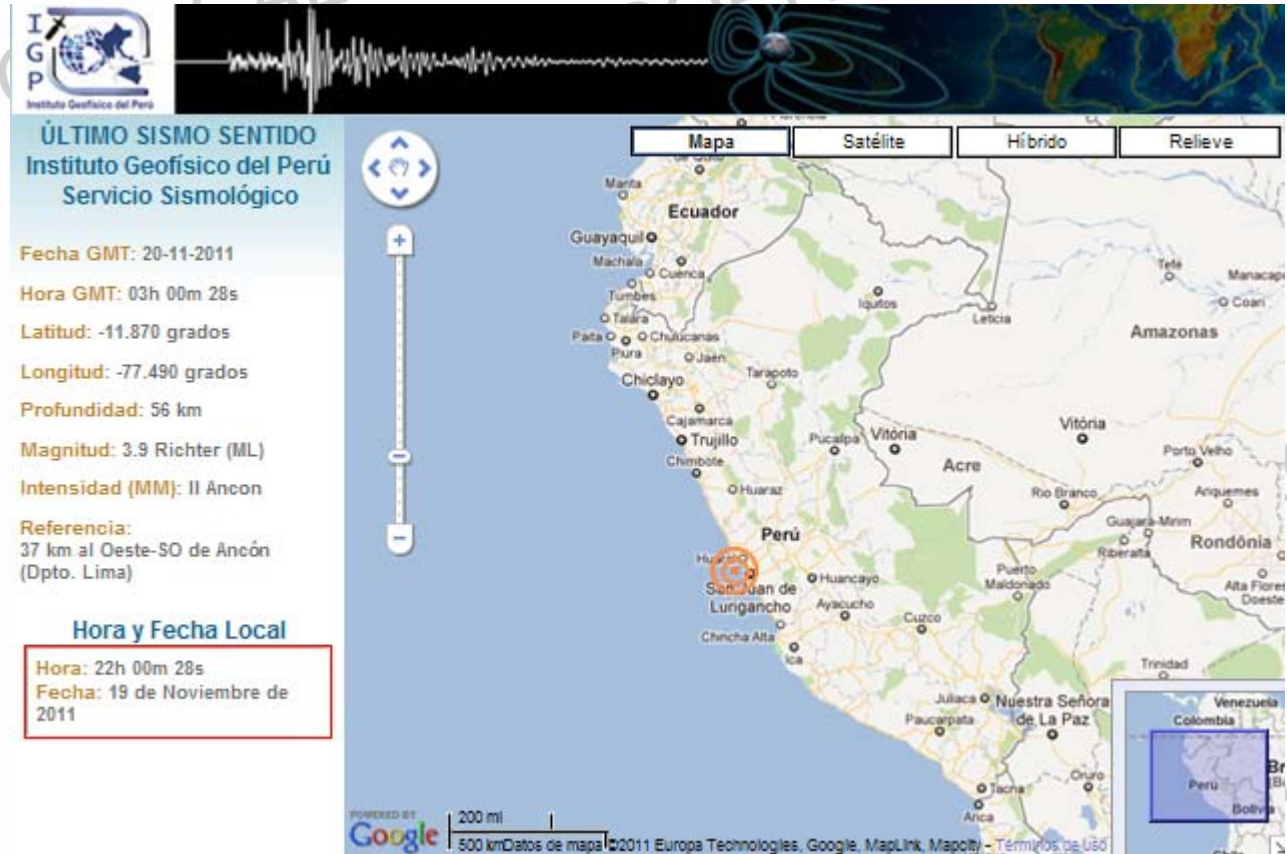 I
G
P
Instituto Geofísico del Perú
ÚLTIMO SISMO SENTIDO
Instituto Geofísico del Perú
Servicio Sismológico
Fecha GMT: 20-11-2011
Hora GMT: 03h 00m 28s
Latitud: -11.870 grados
Longitud: -77.490 grados
Profundidad: 56 km
Magnitud: 3.9 Richter (ML)
Intensidad (MM): II Ancon
Referencia:
37 km al Oeste-SO de Ancón
(Dpto. Lima)
Hora y Fecha Local
Hora: 22h 00m 28s
Fecha: 19 de Noviembre de
2011
Mapa
Satélite
Híbrido
Relieve
Manta
Ecuador
Guayaquil
Machala
Cuenca
Tumbes
Talara
Paita
Chulucanas
Piura
Jaén
Iquitos
Leticia
Tefé
Coari
Amazonas
Chiclayo
Tarapoto
Cajamarca
Trujillo
Pucallpa
Vitória
Vitória
Chimbote
Acre
Porto Velho
Huaraz
Rio Branco
Ariquemes
Guajará-Mirim
Perú
Riberalta
Rondônia
Huancayo
Puerto
Maldonado
Alta
Doeste
San Juan de
Lurigancho
Ayacucho
Cuzco
Chincha Alta
Ica
Trinidad
Juliaca
Nuestra Señora
de La Paz
Paucarpata
Oruro
Tacna
Arica
Venezuela
Colombia
Perú
POWERED BY
Google
200 mi
500 km
Datos de mapa ©2011 Europa Technologies, Google, MapLink, Mapcity - Términos de uso